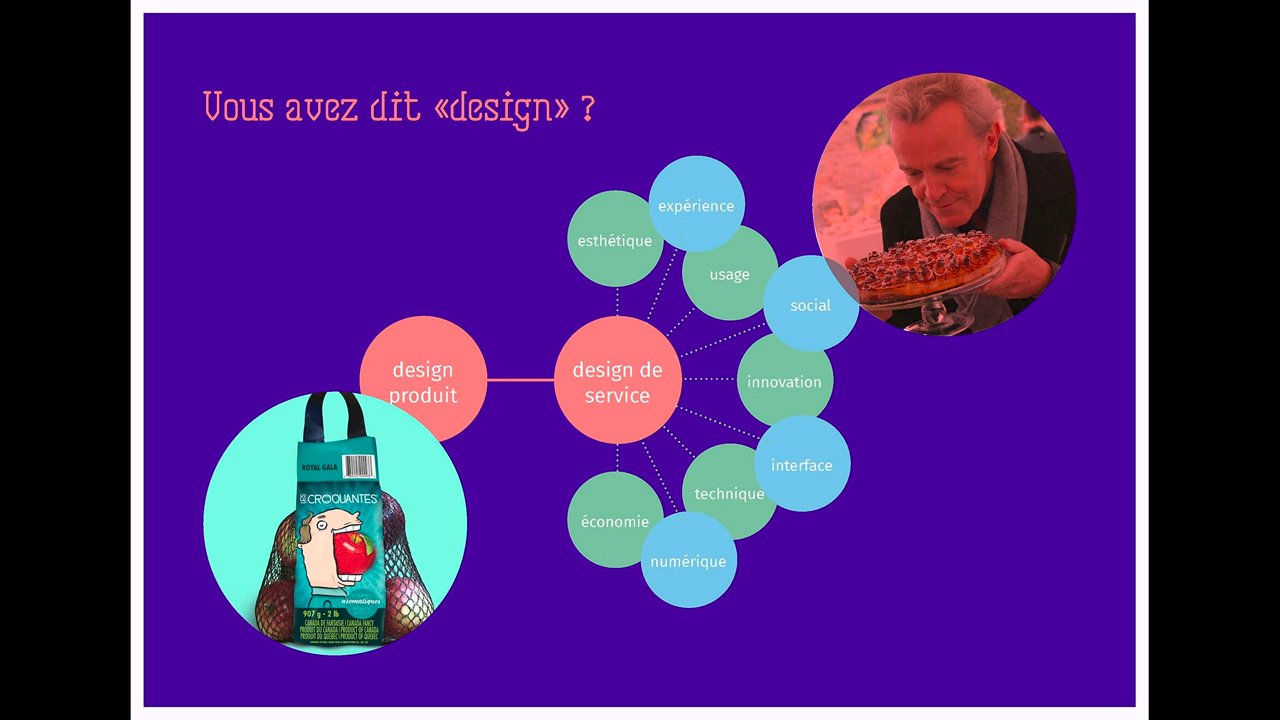 Vous avez dit «design» ?
expérience
esthétique
usage
social
design
produit
design de
service
innovation
interface
technique
économie
numérique
ROYAL GALA
LES CROQUANTES
aromatiques
907 g - 2 lb
CANADA DE FANTAISIE | CANADA FANCY
PRODUIT DU CANADA | PRODUCT OF CANADA
PRODUIT DU QUÉBEC | PRODUCT OF QUEBEC